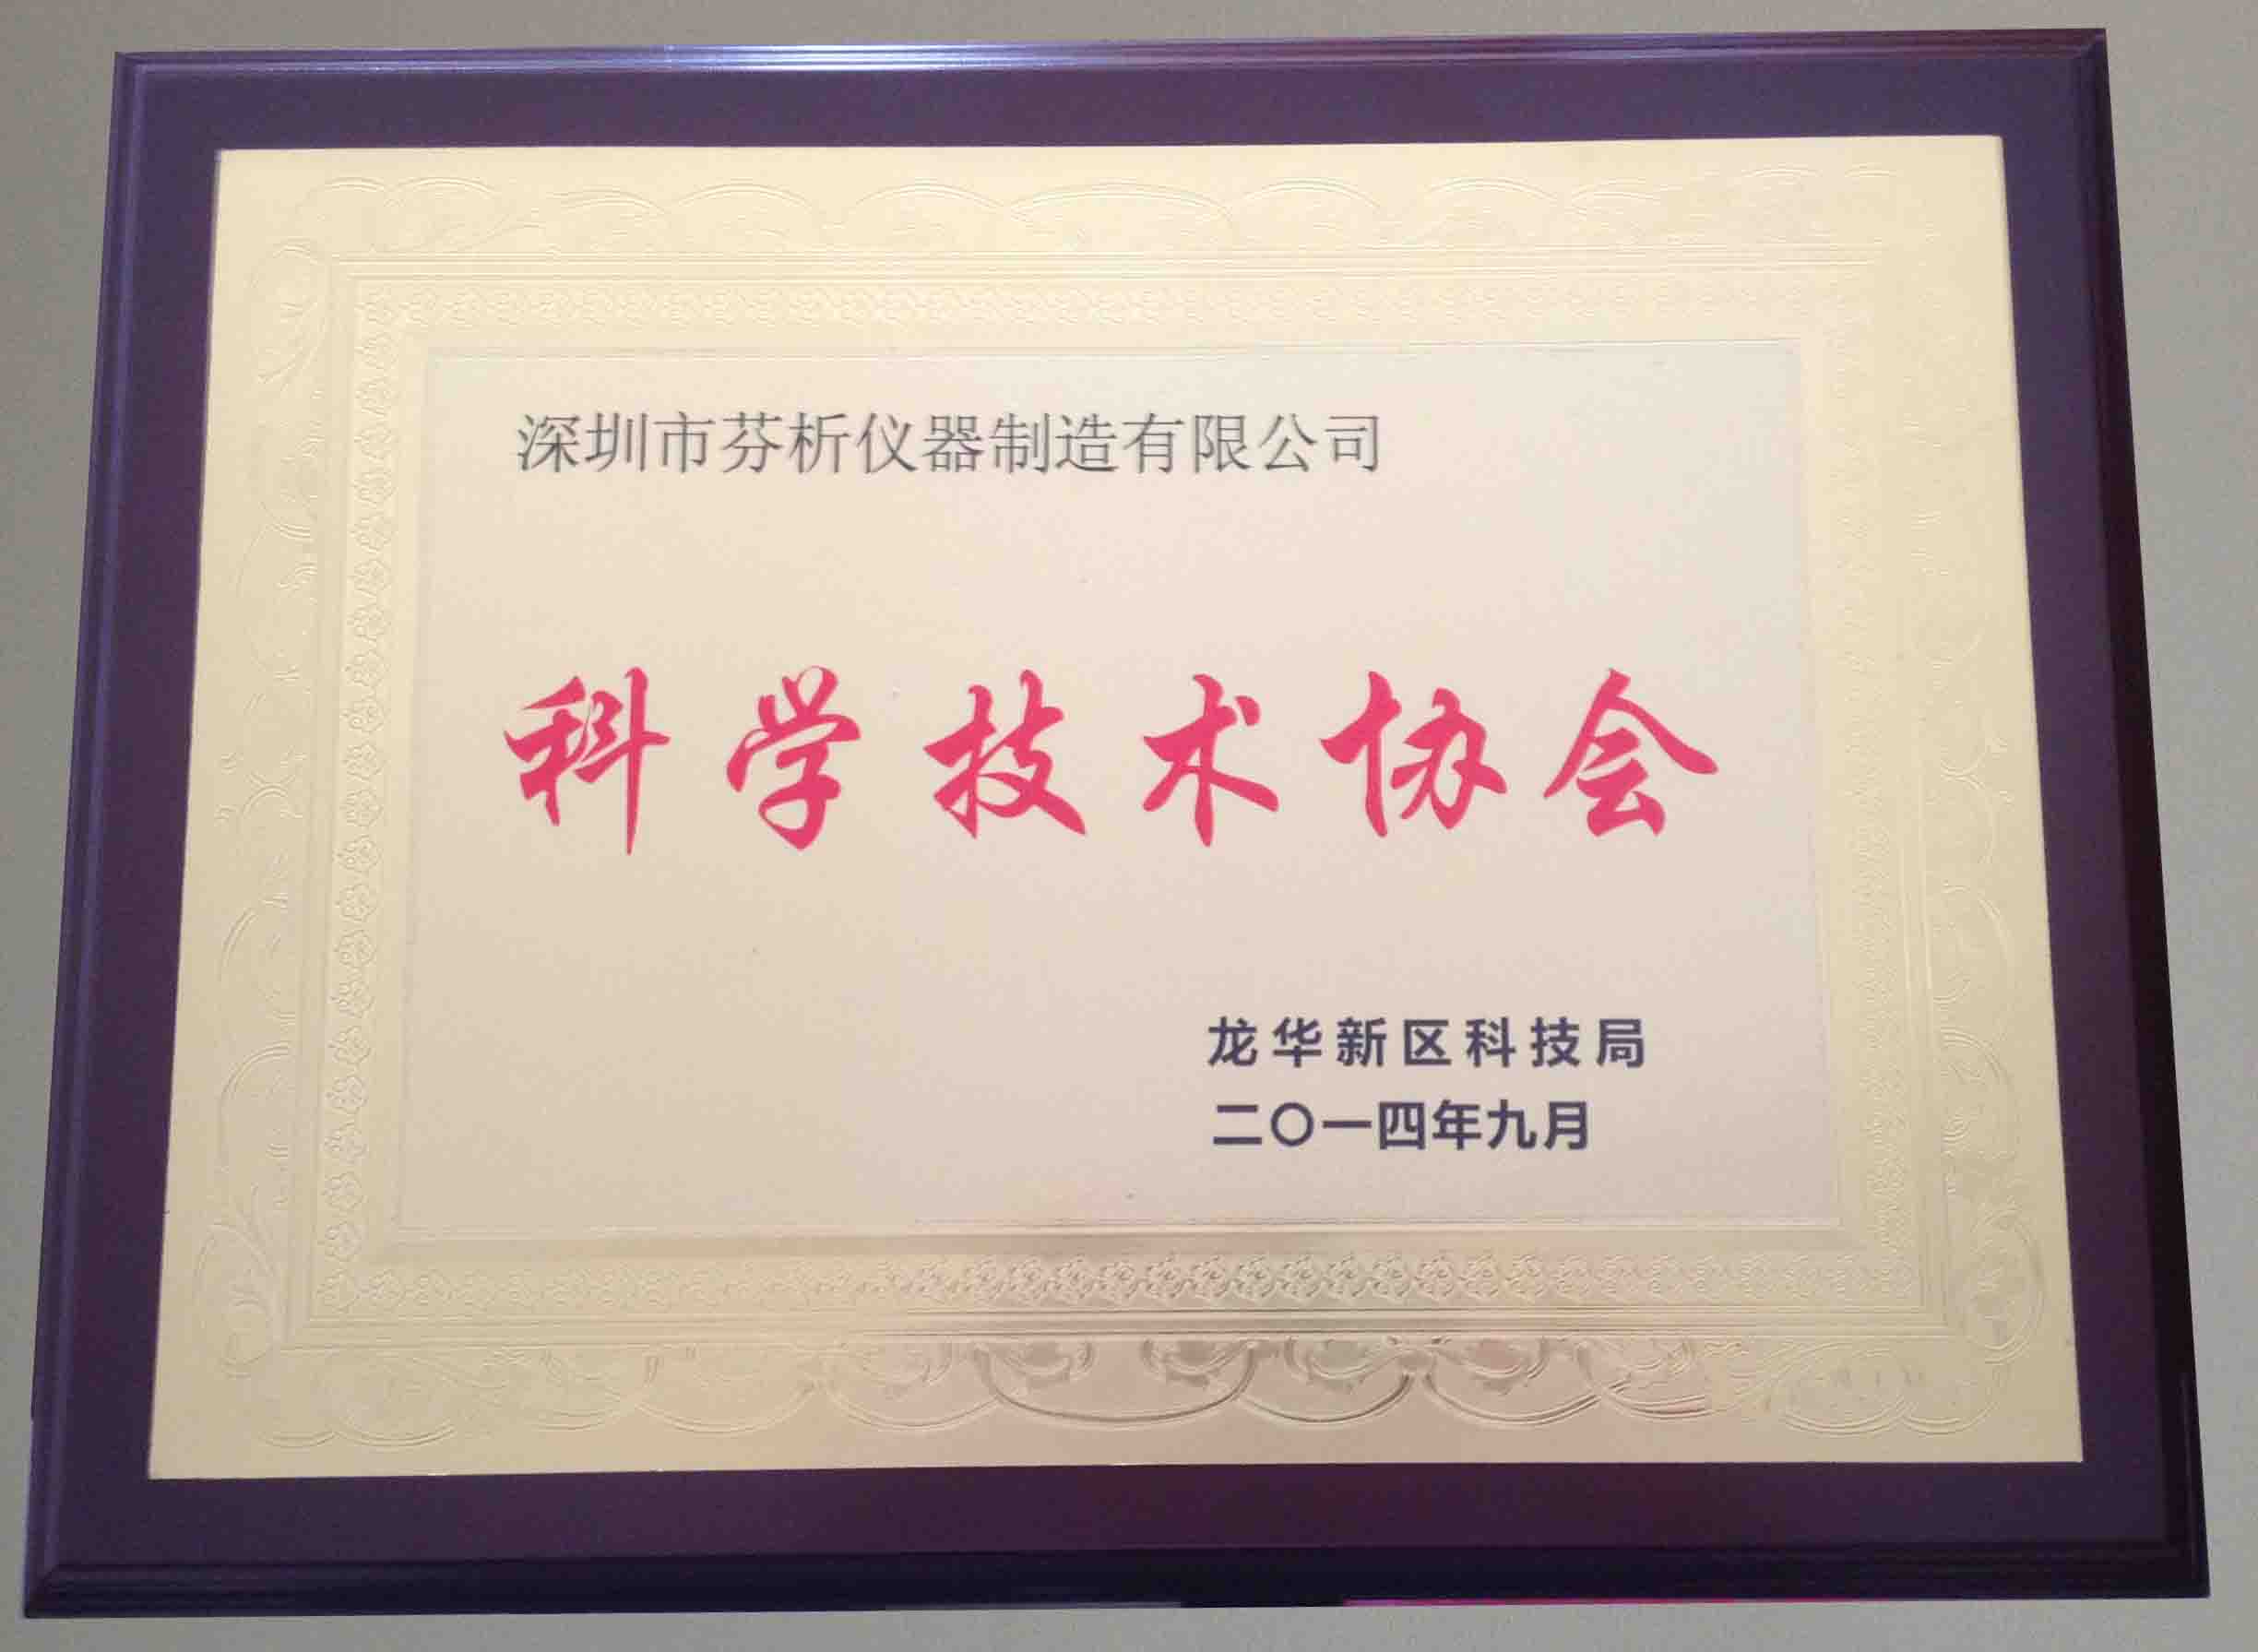 深圳市芬析仪器制造有限公司
科学技术协会
龙华新区科技局
二〇一四年九月